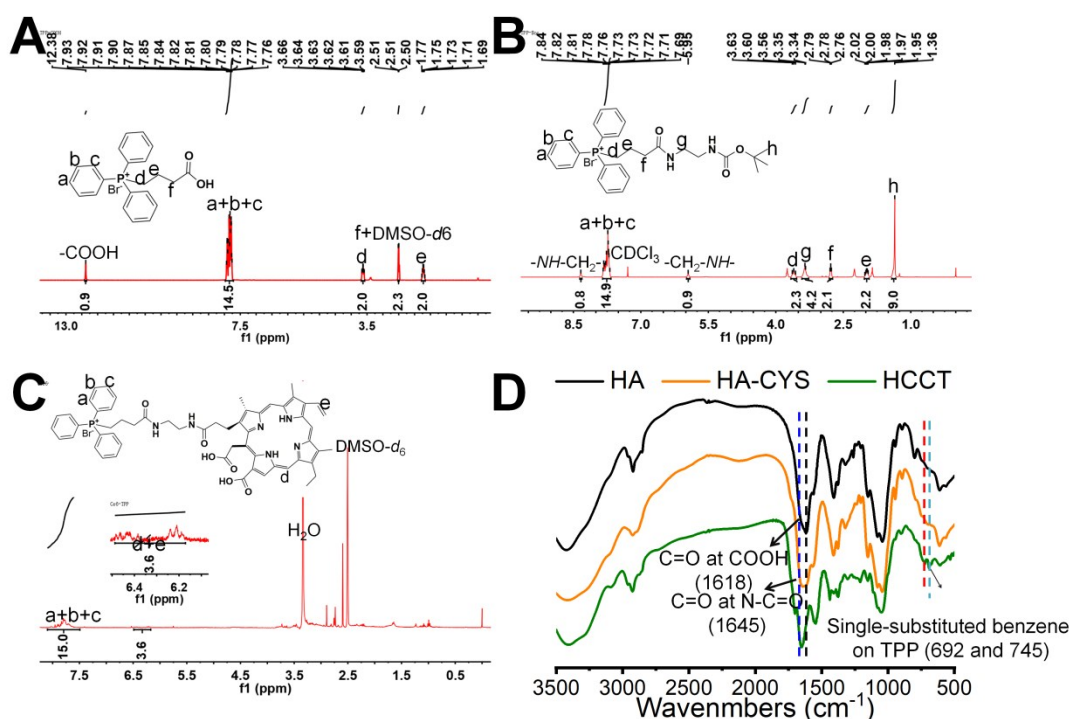 A
12.38
7.93
7.92
7.91
7.90
7.87
7.85
7.84
7.82
7.81
7.80
7.79
7.78
7.77
7.76
3.66
3.64
3.63
3.62
3.61
3.59
2.51
2.51
2.50
1.77
1.75
1.73
1.71
1.69
b c
a
P+
Br-
d e
f
O
OH
a+b+c
-COOH
f+DMSO-d6
d
e
0.9
14.5
2.0
2.3
2.0
13.0 7.5 3.5
f1 (ppm)
B
7.84
7.82
7.81
7.78
7.76
7.73
7.73
7.72
7.71
5.95
3.63
3.60
3.56
3.35
3.34
2.79
2.78
2.76
2.02
2.00
1.98
1.97
1.95
1.36
b c
a
P+
Br
d e
f
O
N
H
g
H
N
O
O
h
a+b+c
-NH-CH2-
CDCl3
-CH2-NH-
d
g
f
e
h
0.8
14.9
0.9
2.3
4.2
2.1
2.2
9.0
8.5 7.0 5.5 4.0 2.5 1.0
f1 (ppm)
C
b c
a
P+
Br
O
N
H
H
N
O
e
N
HN
NH
N
O
OH
HO
O
d
DMSO-d6
H2O
d+e
3.6
6.4 6.2
f1 (ppm)
a+b+c
15.0
3.6
7.5 6.5 5.5 4.5 3.5 2.5 1.5 0.5
f1 (ppm)
D
HA HA-CYS HCCT
C=O at COOH
(1618)
C=O at N-C=O
(1645)
Single-substituted benzene
on TPP (692 and 745)
3500 3000 2500 2000 1500 1000 500
Wavenmbers (cm-1)